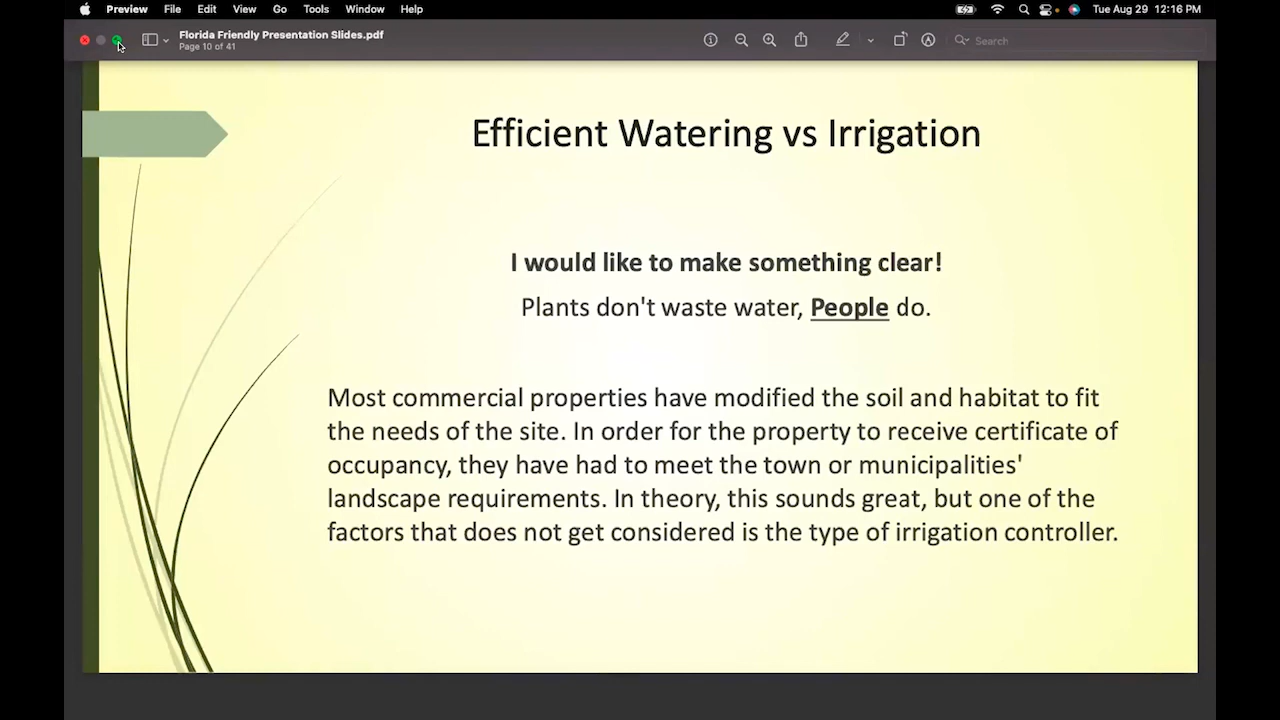 Preview File Edit View Go Tools Window Help Tue Aug 29 12:16 PM
Florida Friendly Presentation Slides.pdf
Page 10 of 41
Search
Efficient Watering vs Irrigation
I would like to make something clear!
Plants don't waste water, People do.
Most commercial properties have modified the soil and habitat to fit
the needs of the site. In order for the property to receive certificate of
occupancy, they have had to meet the town or municipalities'
landscape requirements. In theory, this sounds great, but one of the
factors that does not get considered is the type of irrigation controller.